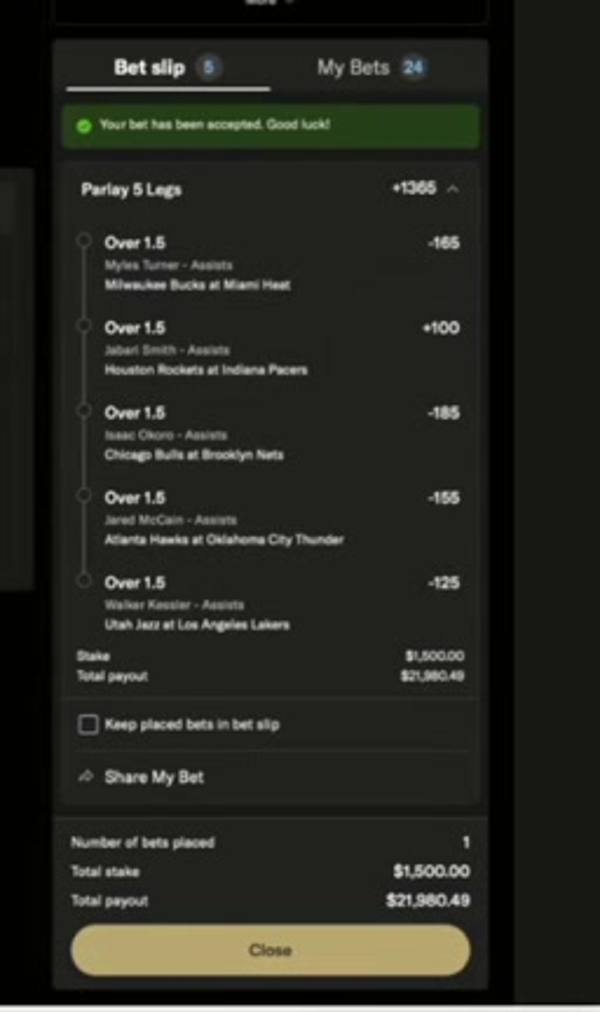 More
Bet slip 5
My Bets 24
Your bet has been accepted. Good luck!
Parlay 5 Legs +1365
Over 1.5 -165
Myles Turner - Assists
Milwaukee Bucks at Miami Heat
Over 1.5 +100
Jabari Smith - Assists
Houston Rockets at Indiana Pacers
Over 1.5 -185
Isaac Okoro - Assists
Chicago Bulls at Brooklyn Nets
Over 1.5 -155
Jared McCain - Assists
Atlanta Hawks at Oklahoma City Thunder
Over 1.5 -125
Walker Kessler - Assists
Utah Jazz at Los Angeles Lakers
Stake $1,500.00
Total payout $21,980.49
Keep placed bets in bet slip
Share My Bet
Number of bets placed 1
Total stake $1,500.00
Total payout $21,980.49
Close